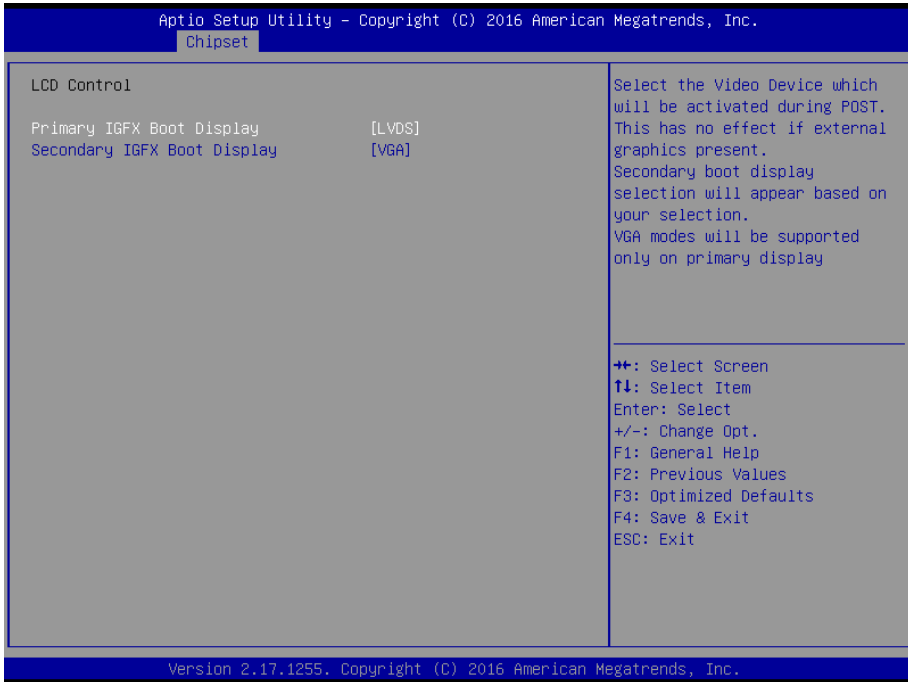 Aptio Setup Utility – Copyright (C) 2016 American Megatrends, Inc.
Chipset
LCD Control
Primary IGFX Boot Display [LVDS]
Secondary IGFX Boot Display [VGA]
Select the Video Device which
will be activated during POST.
This has no effect if external
graphics present.
Secondary boot display
selection will appear based on
your selection.
VGA modes will be supported
only on primary display
→←: Select Screen
↑↓: Select Item
Enter: Select
+/-: Change Opt.
F1: General Help
F2: Previous Values
F3: Optimized Defaults
F4: Save & Exit
ESC: Exit
Version 2.17.1255. Copyright (C) 2016 American Megatrends, Inc.